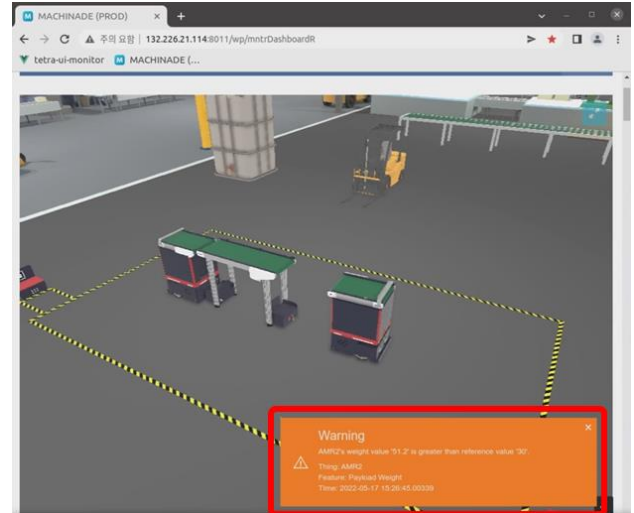 MACHINADE (PROD)
주의 요함 | 132.226.21.114:8011/wp/mntrDashboardR
tetra-ui-monitor MACHINADE (...
Warning
AMR2's weight value '51.2' is greater than reference value '30'.
Thing: AMR2
Feature: Payload Weight
Time: 2022-05-17 15:26:45.00339